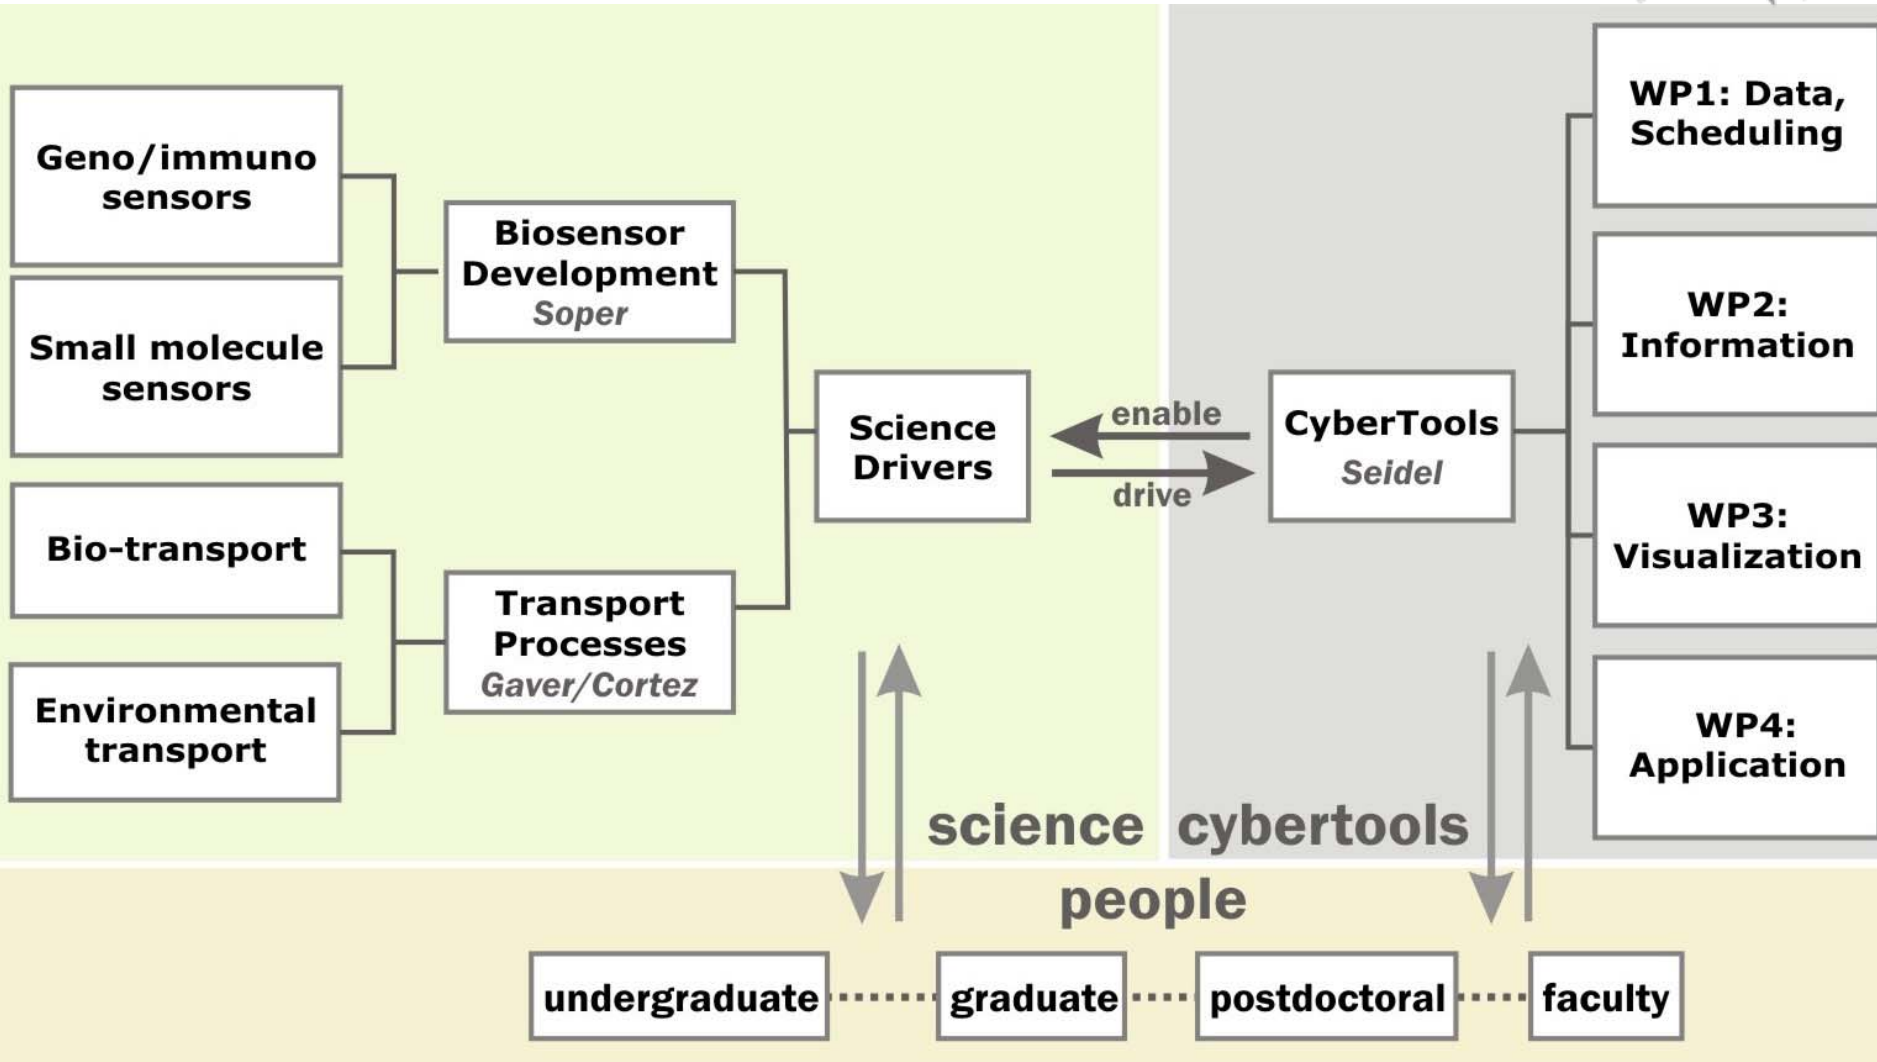 Geno/immuno
sensors
Small molecule
sensors
Bio-transport
Environmental
transport
Biosensor
Development
Soper
Transport
Processes
Gaver/Cortez
Science
Drivers
enable
drive
CyberTools
Seidel
WP1: Data,
Scheduling
WP2:
Information
WP3:
Visualization
WP4:
Application
science
cybertools
people
undergraduate
graduate
postdoctoral
faculty